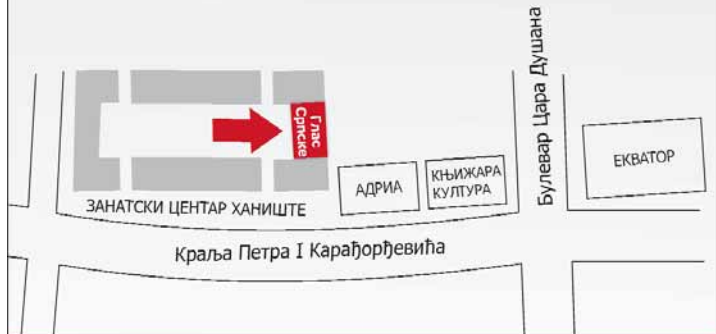 Глас
Српске
Булевар Цара Душана
АДРИА
КЊИЖАРА
КУЛТУРА
ЕКВАТОР
ЗАНАТСКИ ЦЕНТАР ХАНИШТЕ
Краља Петра I Карађорђевића